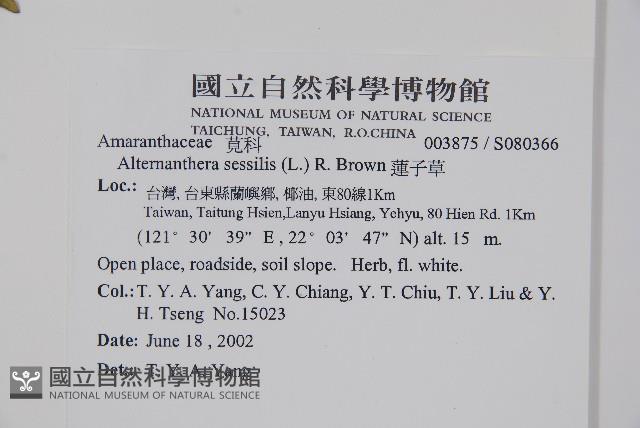 國立自然科學博物館
NATIONAL MUSEUM OF NATURAL SCIENCE
TAICHUNG, TAIWAN, R.O.CHINA
Amaranthaceae 莧科 003875 / S080366
Alternanthera sessilis (L.) R. Brown 蓮子草
Loc.: 台灣, 台東縣蘭嶼鄉, 椰油, 東80線1Km
Taiwan, Taitung Hsien,Lanyu Hsiang, Yehyu, 80 Hien Rd. 1Km
(121° 30' 39" E , 22° 03' 47" N) alt. 15 m.
Open place, roadside, soil slope. Herb, fl. white.
Col.: T. Y. A. Yang, C. Y. Chiang, Y. T. Chiu, T. Y. Liu & Y.
H. Tseng No.15023
Date: June 18 , 2002
Det.: T. Y. A. Yang
國立自然科學博物館
NATIONAL MUSEUM OF NATURAL SCIENCE